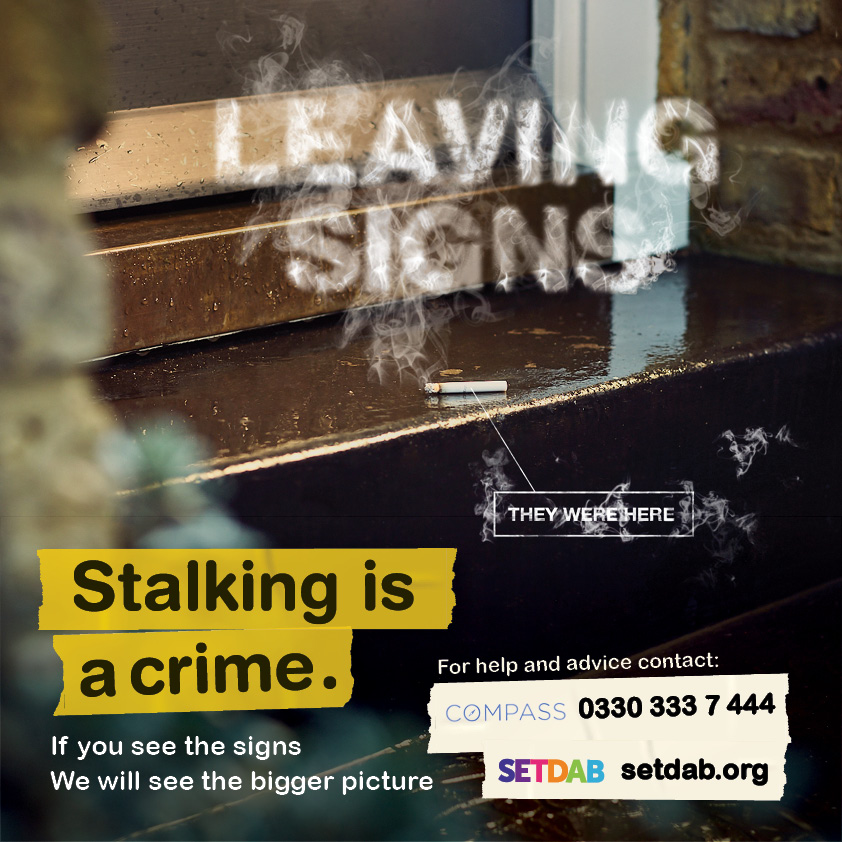 LEAVING
SIGNS
THEY WERE HERE
Stalking is
a crime.
If you see the signs
We will see the bigger picture
For help and advice contact:
COMPASS 0330 333 7 444
SETDAB setdab.org